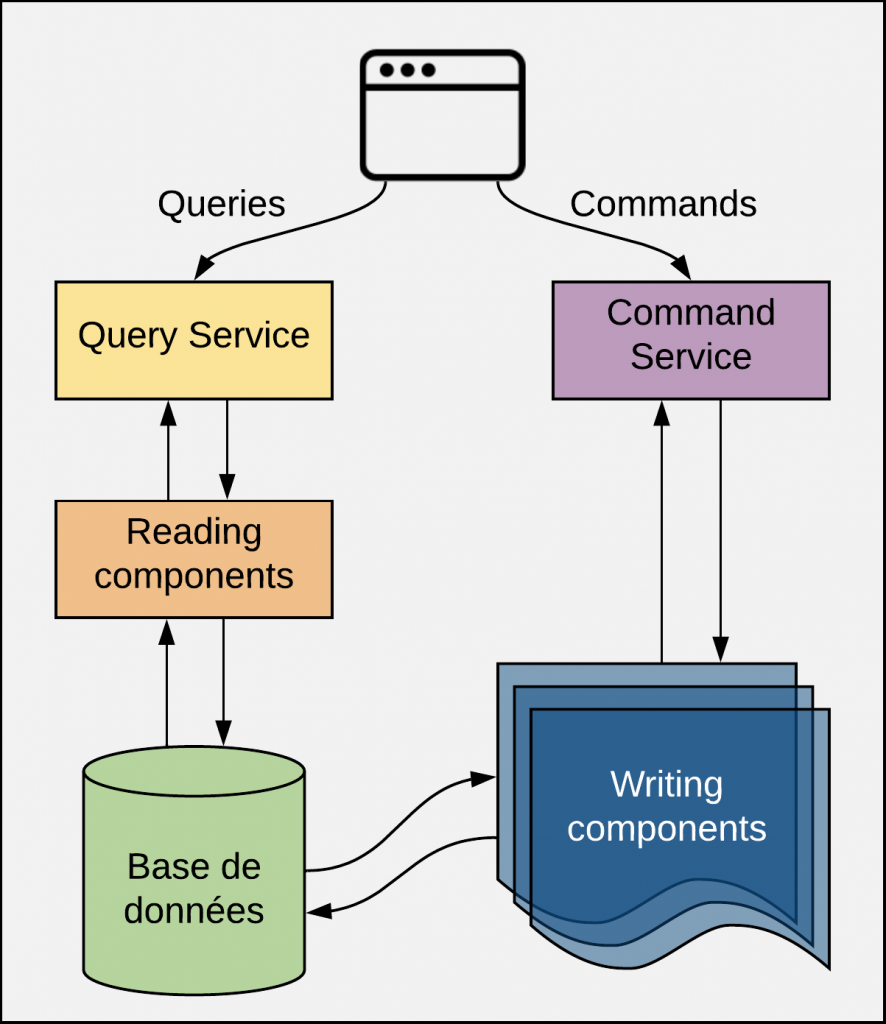 Queries
Commands
Query Service
Command
Service
Reading
components
Writing
components
Base de
données